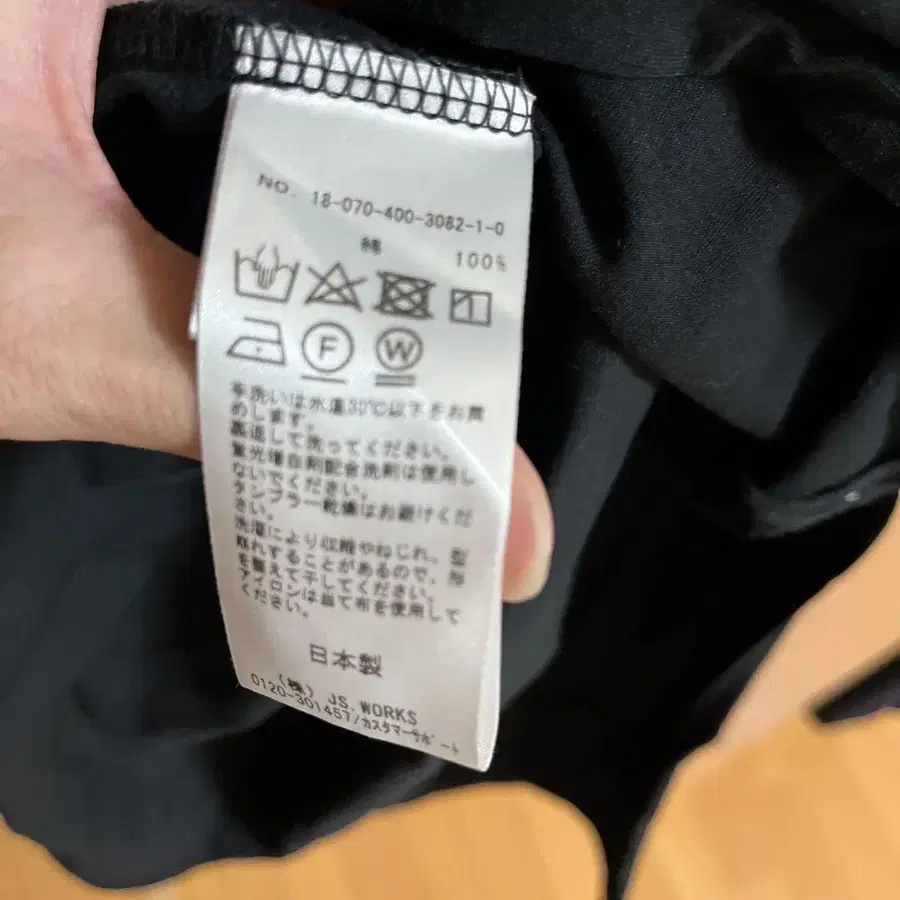 NO. 18-070-400-3082-1-0
綿 100%
F W
手洗いは水温30℃以下をお薦
めします。
裏返して洗ってください。
蛍光増白剤配合洗剤は使用し
ないでください。
タンブラー乾燥はお避けくだ
さい。
洗濯により収縮やねじれ、型
崩れすることがあるので、形
を整えて干してください。
アイロンは当て布を使用して
ください。
日本製
(株) JS.WORKS
0120-301457/カスタマーサポート